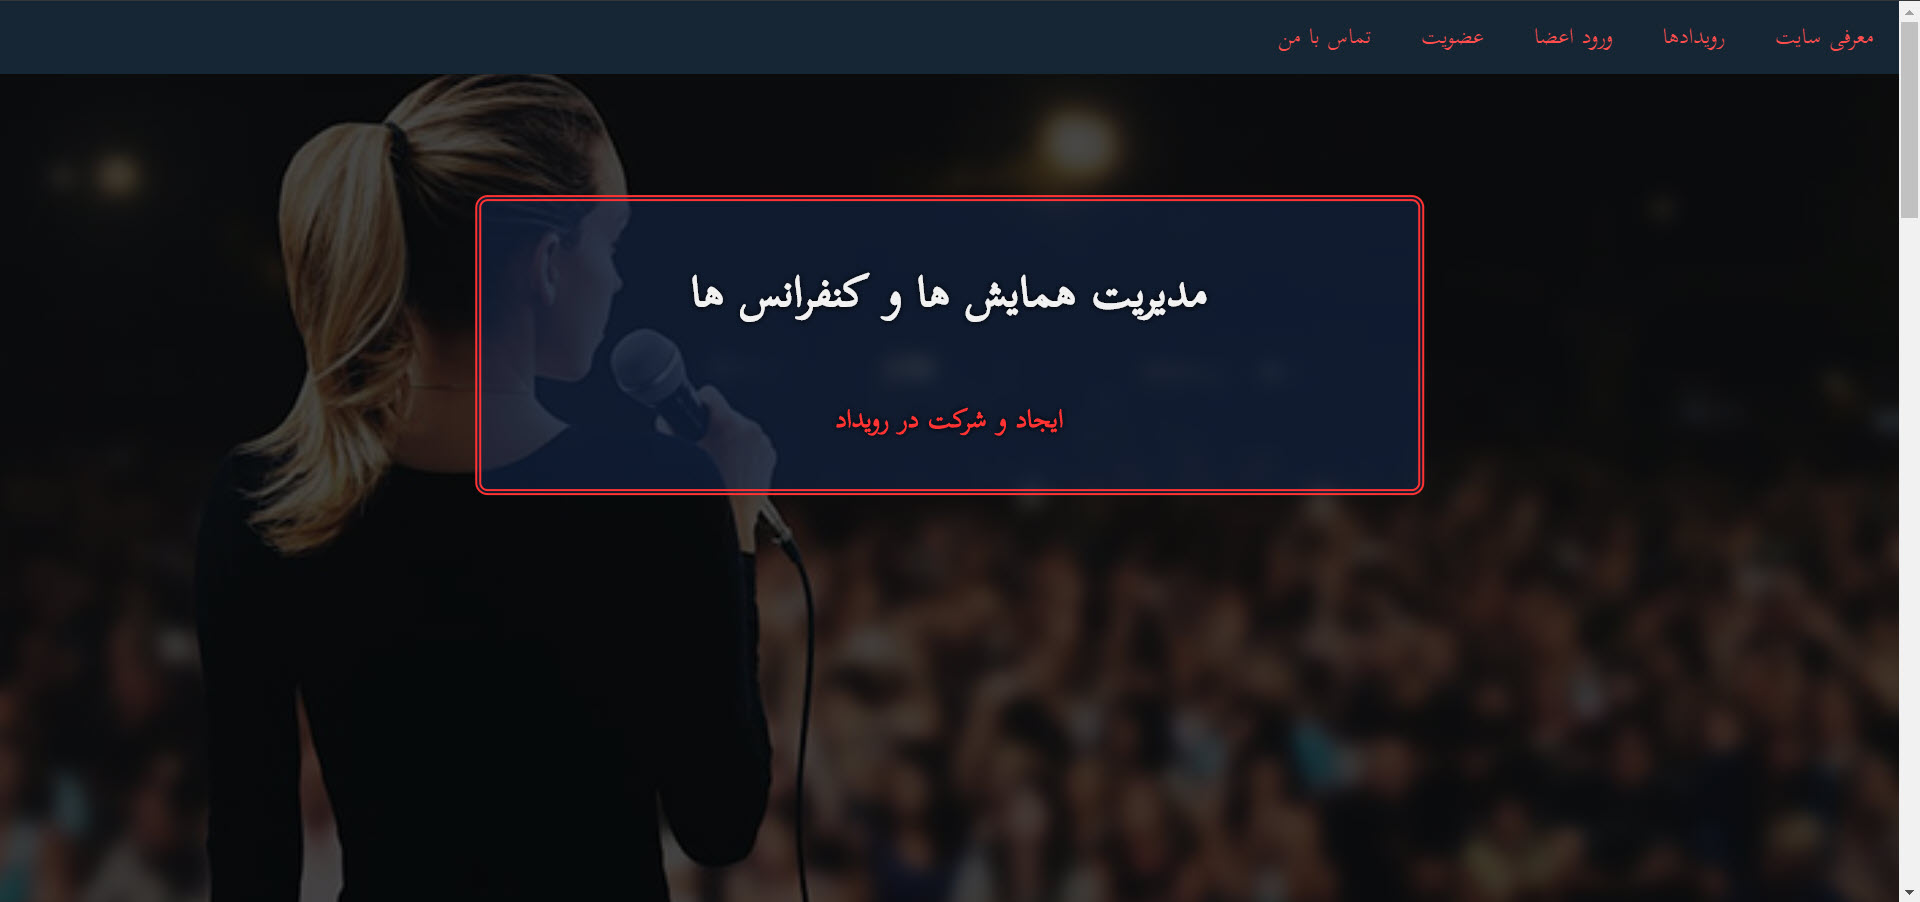 معرفی سایت رویدادها ورود اعضا عضویت تماس با من
مدیریت همایش ها و کنفرانس ها
ایجاد و شرکت در رویداد